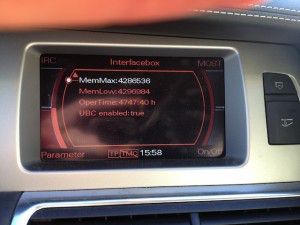 IRC Interfacebox MOST
MemMax:4286536
MemLow:4296984
OperTime:4747:40 h
UBC enabled:true
Parameter TP TMC 15:58 On/Off